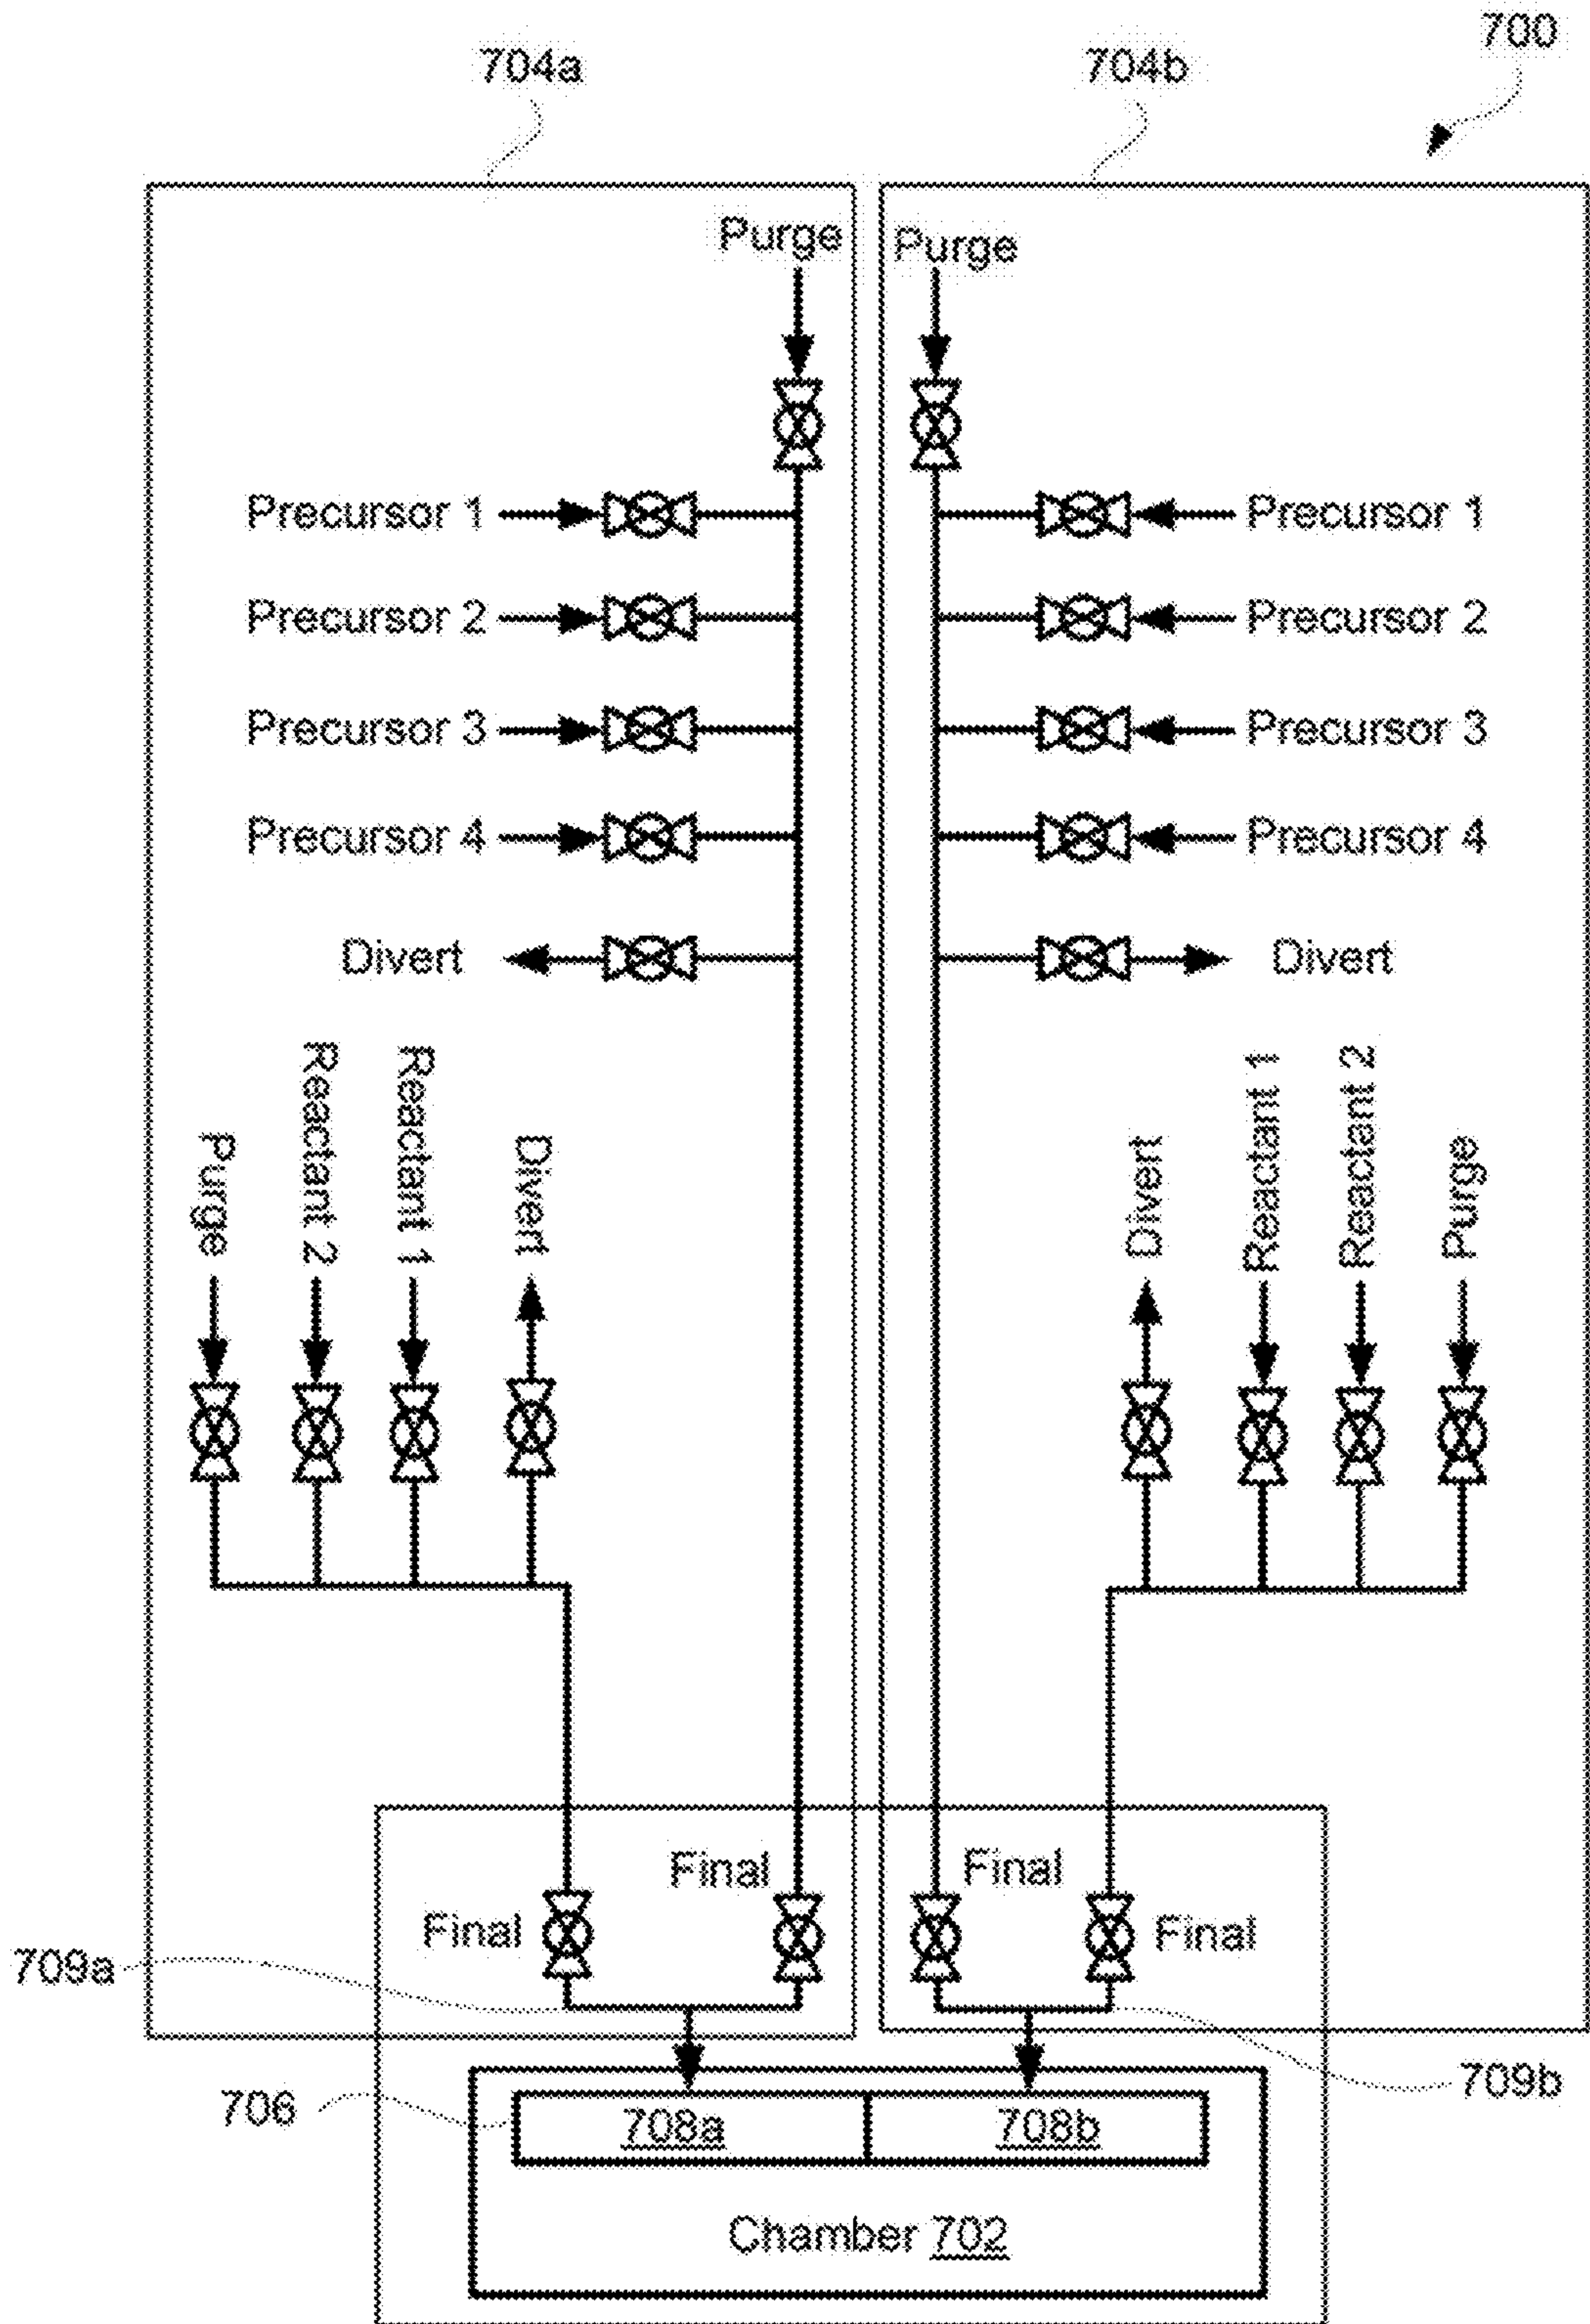 700
704a
704b
Purge
Purge
Precursor 1
Precursor 1
Precursor 2
Precursor 2
Precursor 3
Precursor 3
Precursor 4
Precursor 4
Divert
Divert
Purge
Reactant 2
Reactant 1
Divert
Divert
Reactant 1
Reactant 2
Purge
Final
Final
Final
Final
709a
709b
706
708a
708b
Chamber 702